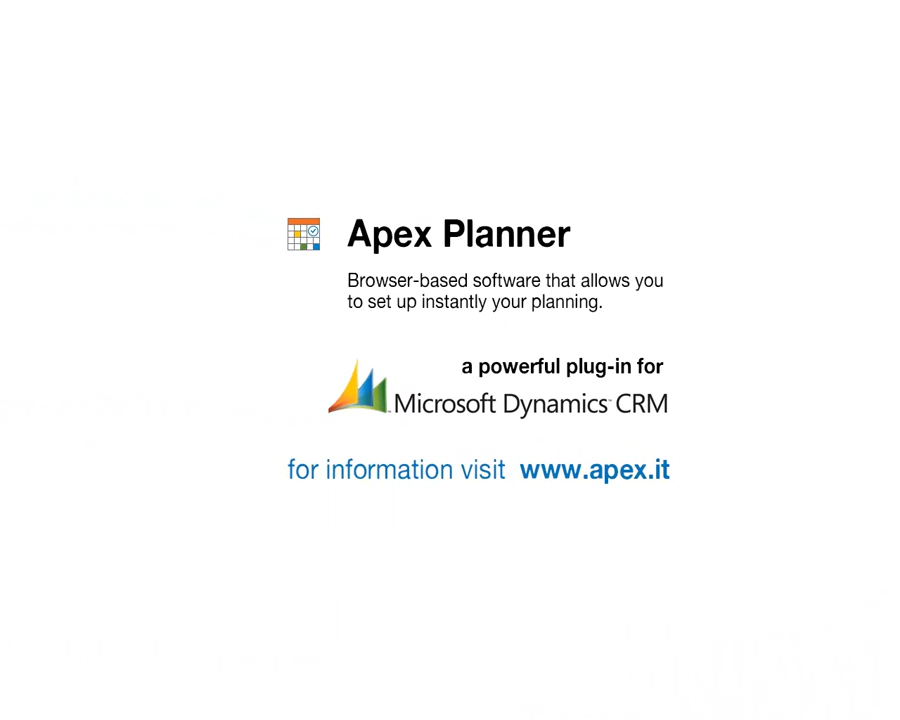 Apex Planner
Browser-based software that allows you
to set up instantly your planning.
a powerful plug-in for
Microsoft Dynamics CRM
for information visit www.apex.it